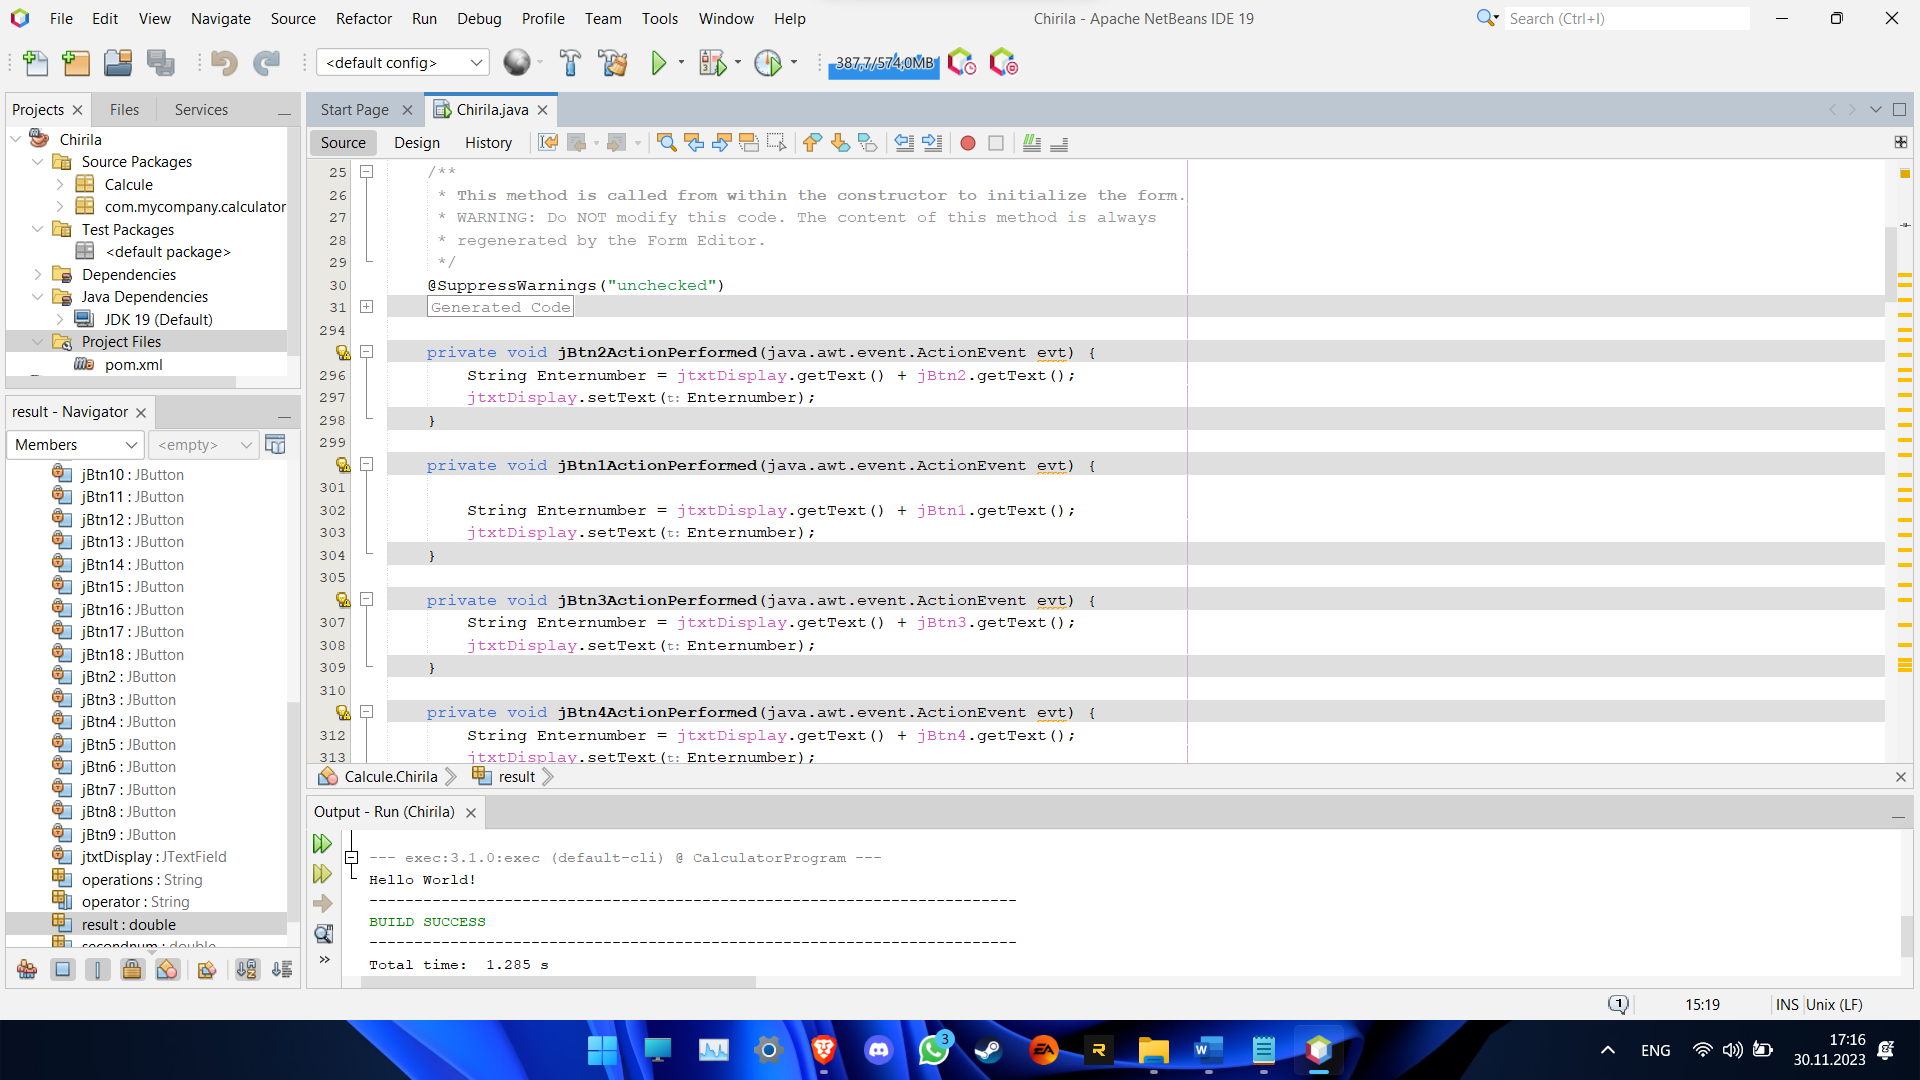 File Edit View Navigate Source Refactor Run Debug Profile Team Tools Window Help
Chirila - Apache NetBeans IDE 19
Search (Ctrl+I)
<default config>
387,7/574,0MB
Projects
Files
Services
Chirila
Source Packages
Calcule
com.mycompany.calculator
Test Packages
<default package>
Dependencies
Java Dependencies
JDK 19 (Default)
Project Files
pom.xml
result - Navigator
Members
<empty>
jBtn10 : JButton
jBtn11 : JButton
jBtn12 : JButton
jBtn13 : JButton
jBtn14 : JButton
jBtn15 : JButton
jBtn16 : JButton
jBtn17 : JButton
jBtn18 : JButton
jBtn2 : JButton
jBtn3 : JButton
jBtn4 : JButton
jBtn5 : JButton
jBtn6 : JButton
jBtn7 : JButton
jBtn8 : JButton
jBtn9 : JButton
jtxtDisplay : JTextField
operations : String
operator : String
result : double
secondnum : double
Start Page
Chirila.java
Source Design History
25 /**
26 * This method is called from within the constructor to initialize the form.
27 * WARNING: Do NOT modify this code. The content of this method is always
28 * regenerated by the Form Editor.
29 */
30 @SuppressWarnings("unchecked")
31 Generated Code
294
private void jBtn2ActionPerformed(java.awt.event.ActionEvent evt) {
296 String Enternumber = jtxtDisplay.getText() + jBtn2.getText();
297 jtxtDisplay.setText(t: Enternumber);
298 }
299
private void jBtn1ActionPerformed(java.awt.event.ActionEvent evt) {
301
302 String Enternumber = jtxtDisplay.getText() + jBtn1.getText();
303 jtxtDisplay.setText(t: Enternumber);
304 }
305
private void jBtn3ActionPerformed(java.awt.event.ActionEvent evt) {
307 String Enternumber = jtxtDisplay.getText() + jBtn3.getText();
308 jtxtDisplay.setText(t: Enternumber);
309 }
310
private void jBtn4ActionPerformed(java.awt.event.ActionEvent evt) {
312 String Enternumber = jtxtDisplay.getText() + jBtn4.getText();
313 jtxtDisplay.setText(t: Enternumber);
Calcule.Chirila
result
Output - Run (Chirila)
--- exec:3.1.0:exec (default-cli) @ CalculatorProgram ---
Hello World!
------------------------------------------------------------------------
BUILD SUCCESS
------------------------------------------------------------------------
Total time:  1.285 s
1
15:19
INS
Unix (LF)
3
ENG
17:16
30.11.2023